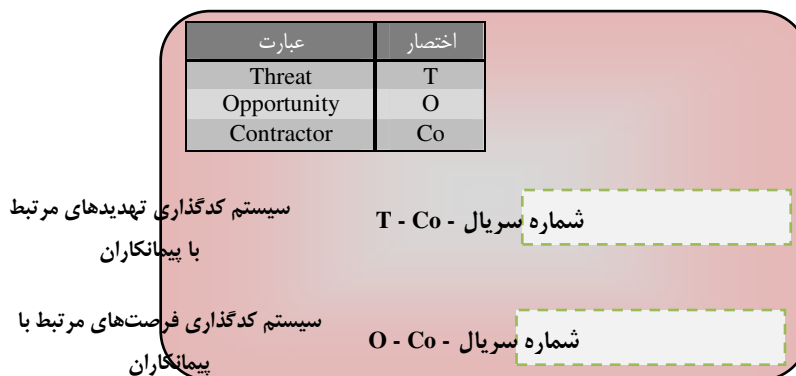 اختصار عبارت
T Threat
O Opportunity
Co Contractor
سیستم کدگذاری تهدیدهای مرتبط
با پیمانکاران
T - Co - شماره سریال
سیستم کدگذاری فرصت‌های مرتبط با
پیمانکاران
O - Co - شماره سریال